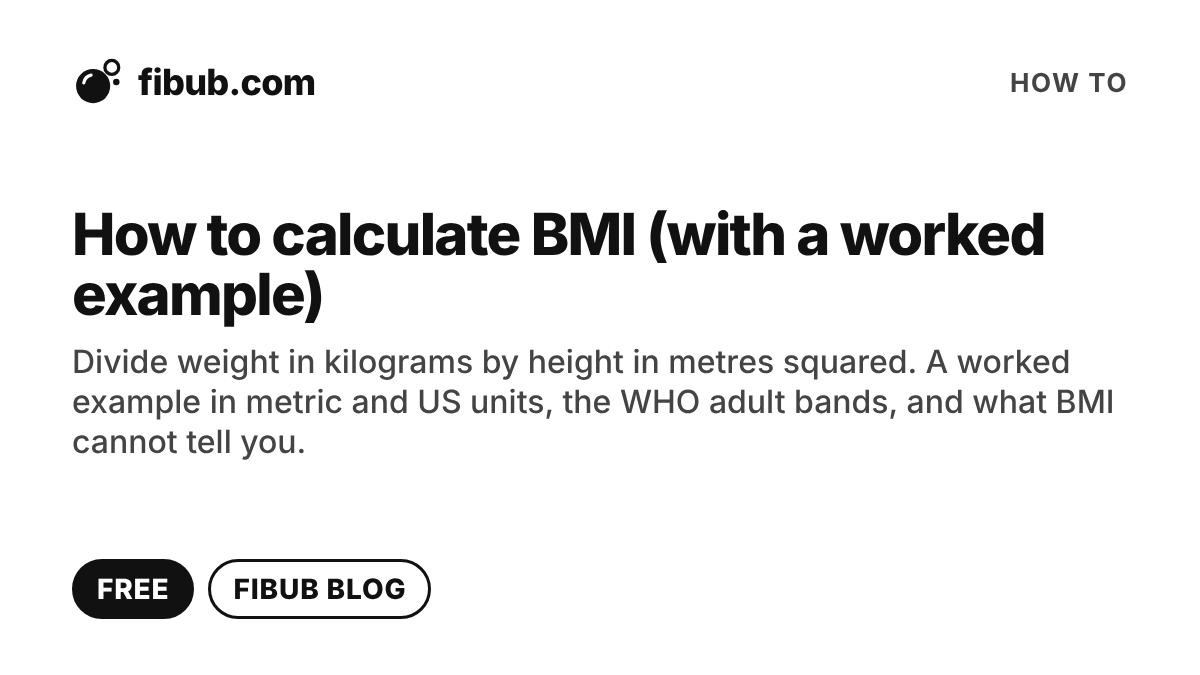 fibub.com
HOW TO
How to calculate BMI (with a worked
example)
Divide weight in kilograms by height in metres squared. A worked
example in metric and US units, the WHO adult bands, and what BMI
cannot tell you.
FREE
FIBUB BLOG